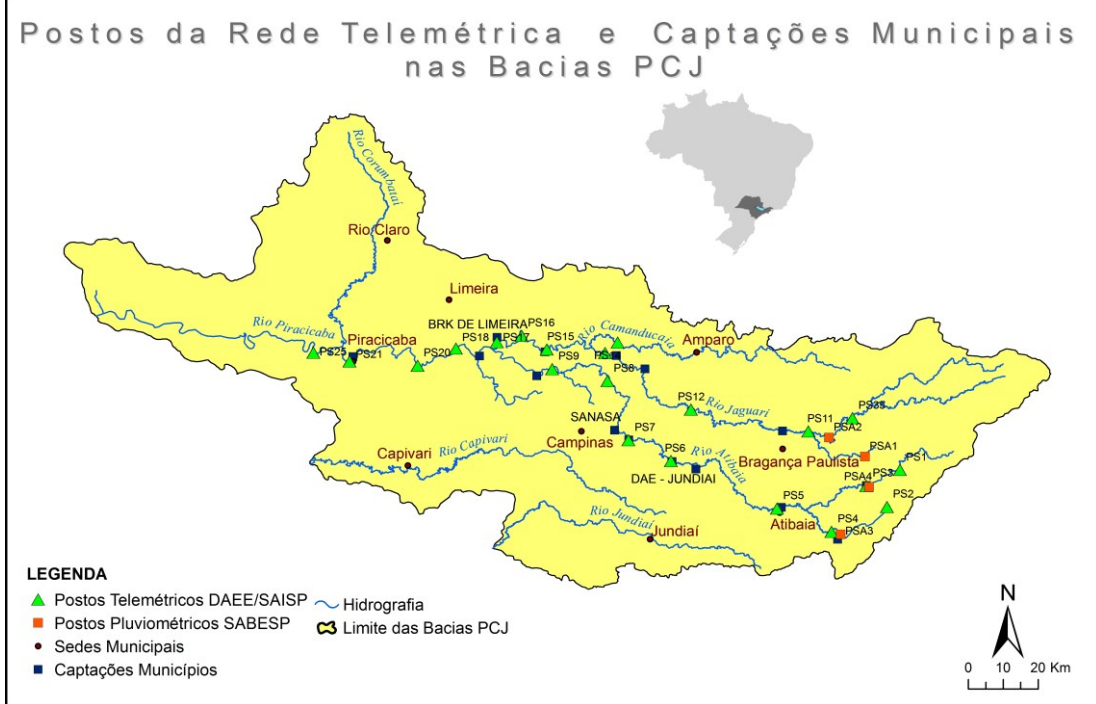 Postos da Rede Telemétrica e Captações Municipais
nas Bacias PCJ
Rio Corumbataí
Rio Claro
Limeira
Rio Piracicaba
Piracicaba
BRK DE LIMEIRA
PS16
PS18
PS17
PS15
Rio Camanducaia
Amparo
PS25
PS21
PS20
PS9
PS8
Rio Jaguari
PS12
SANASA
PS7
Campinas
Capivari
Rio Capivari
PS11
PSA2
Rio Atibaia
PS6
Bragança Paulista
PSA1
PS1
DAE - JUNDIAI
PSA4
PS3
PS2
PS5
Atibaia
PS4
PSA3
Rio Jundiaí
Jundiaí
LEGENDA
Postos Telemétricos DAEE/SAISP
Hidrografia
Postos Pluviométricos SABESP
Limite das Bacias PCJ
Sedes Municipais
Captações Municípios
N
0 10 20 Km